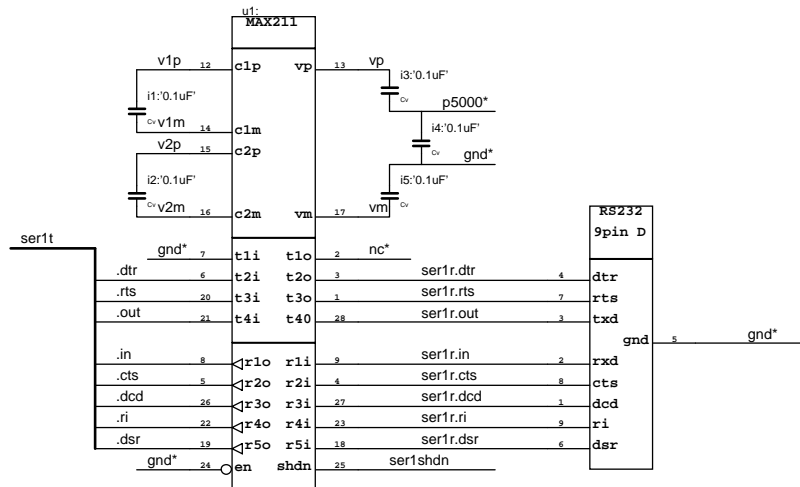 u1:
MAX211
v1p 12 c1p vp 13 vp
i1:'0.1uF'
Cv
v1m 14 c1m
v2p 15 c2p
i2:'0.1uF'
Cv
v2m 16 c2m vm 17 vm
i3:'0.1uF'
Cv
p5000*
i4:'0.1uF'
Cv
gnd*
i5:'0.1uF'
Cv
RS232
9pin D
ser1t
gnd* 7 t1i t1o 2 nc*
.dtr 6 t2i t2o 3 ser1r.dtr 4 dtr
.rts 20 t3i t3o 1 ser1r.rts 7 rts
.out 21 t4i t40 28 ser1r.out 3 txd
gnd 5 gnd*
.in 8 r1o r1i 9 ser1r.in 2 rxd
.cts 5 r2o r2i 4 ser1r.cts 8 cts
.dcd 26 r3o r3i 27 ser1r.dcd 1 dcd
.ri 22 r4o r4i 23 ser1r.ri 9 ri
.dsr 19 r5o r5i 18 ser1r.dsr 6 dsr
gnd* 24 en shdn 25 ser1shdn